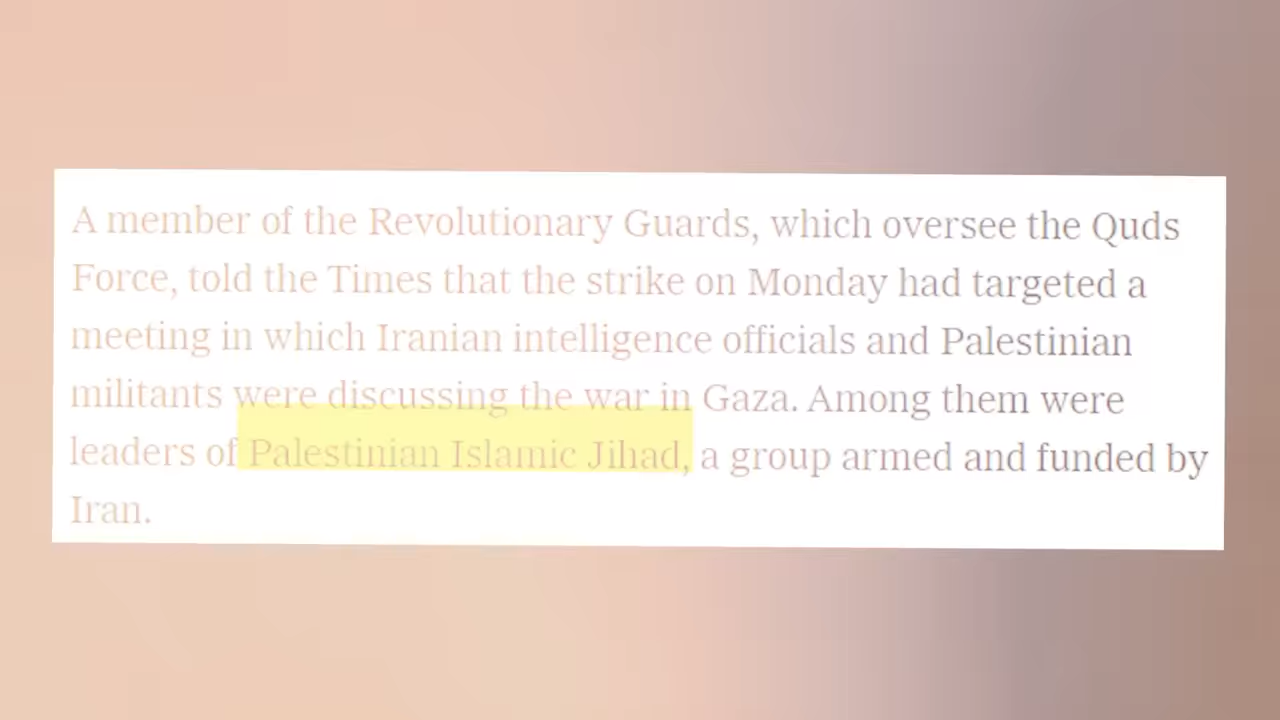 A member of the Revolutionary Guards, which oversee the Quds
Force, told the Times that the strike on Monday had targeted a
meeting in which Iranian intelligence officials and Palestinian
militants were discussing the war in Gaza. Among them were
leaders of Palestinian Islamic Jihad, a group armed and funded by
Iran.